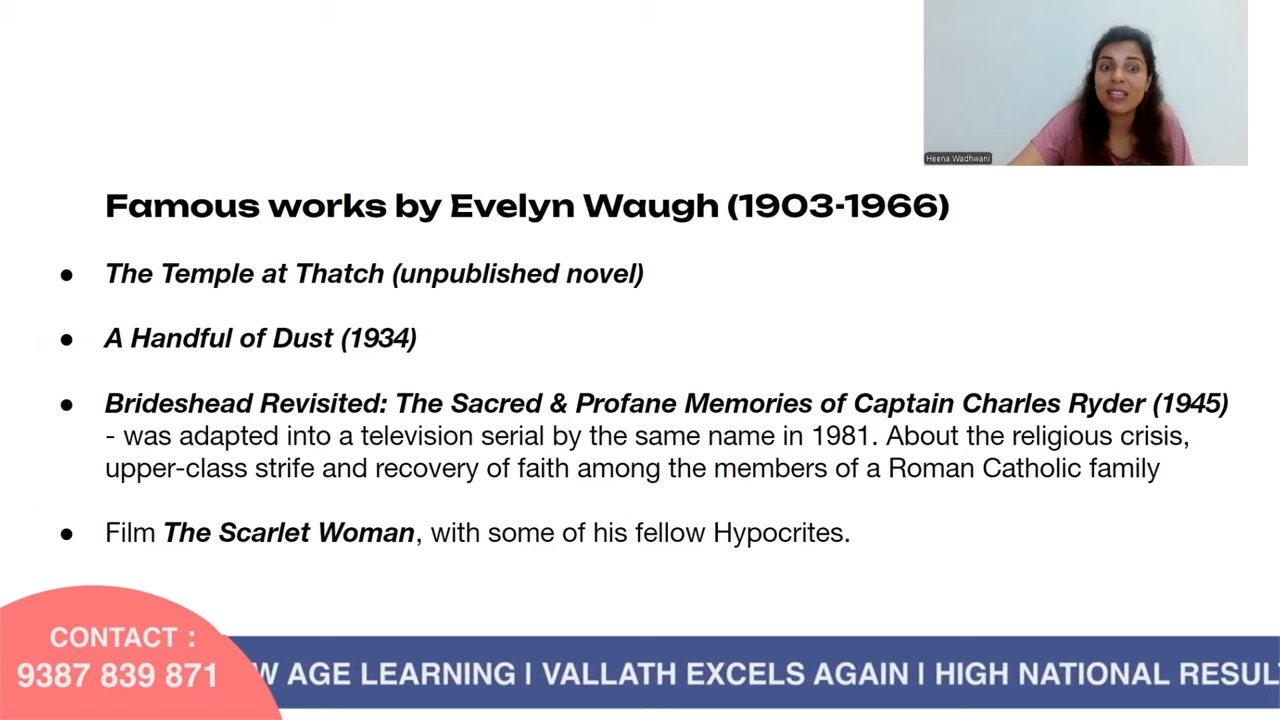 Heena Wadhwani
Famous works by Evelyn Waugh (1903-1966)
● The Temple at Thatch (unpublished novel)
● A Handful of Dust (1934)
● Brideshead Revisited: The Sacred & Profane Memories of Captain Charles Ryder (1945)
- was adapted into a television serial by the same name in 1981. About the religious crisis,
upper-class strife and recovery of faith among the members of a Roman Catholic family
● Film The Scarlet Woman, with some of his fellow Hypocrites.
CONTACT :
9387 839 871
W AGE LEARNING | VALLATH EXCELS AGAIN | HIGH NATIONAL RESUL